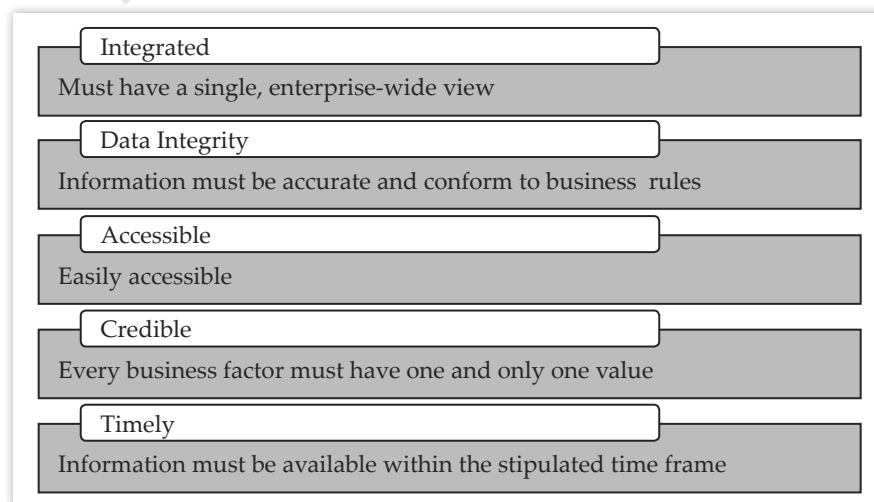 Integrated
Must have a single, enterprise-wide view
Data Integrity
Information must be accurate and conform to business rules
Accessible
Easily accessible
Credible
Every business factor must have one and only one value
Timely
Information must be available within the stipulated time frame